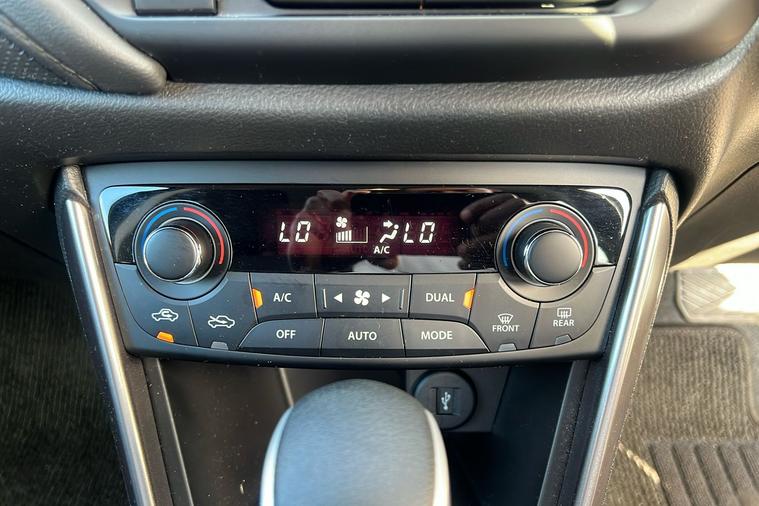 LO LO
A/C
A/C DUAL
OFF AUTO MODE FRONT REAR